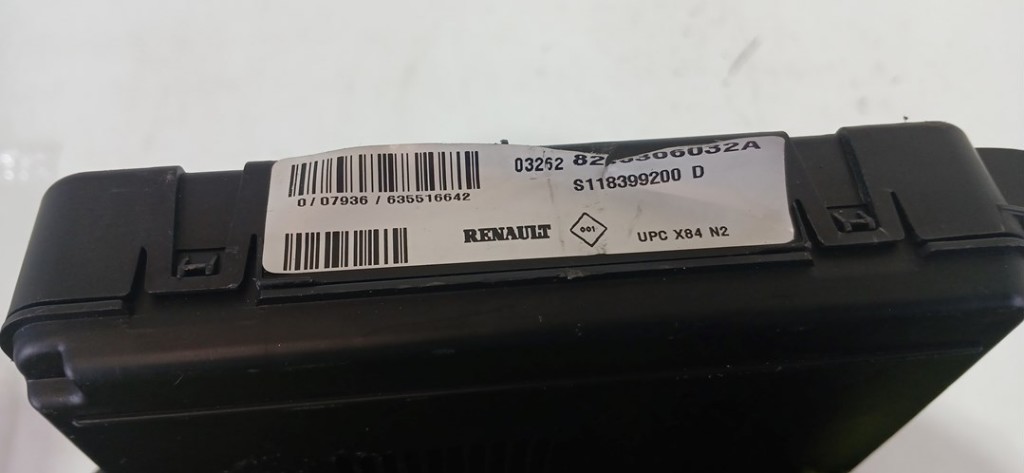 03262
S118399200 D
0/07936/635516642
RENAULT
001
UPC X84 N2
H
H